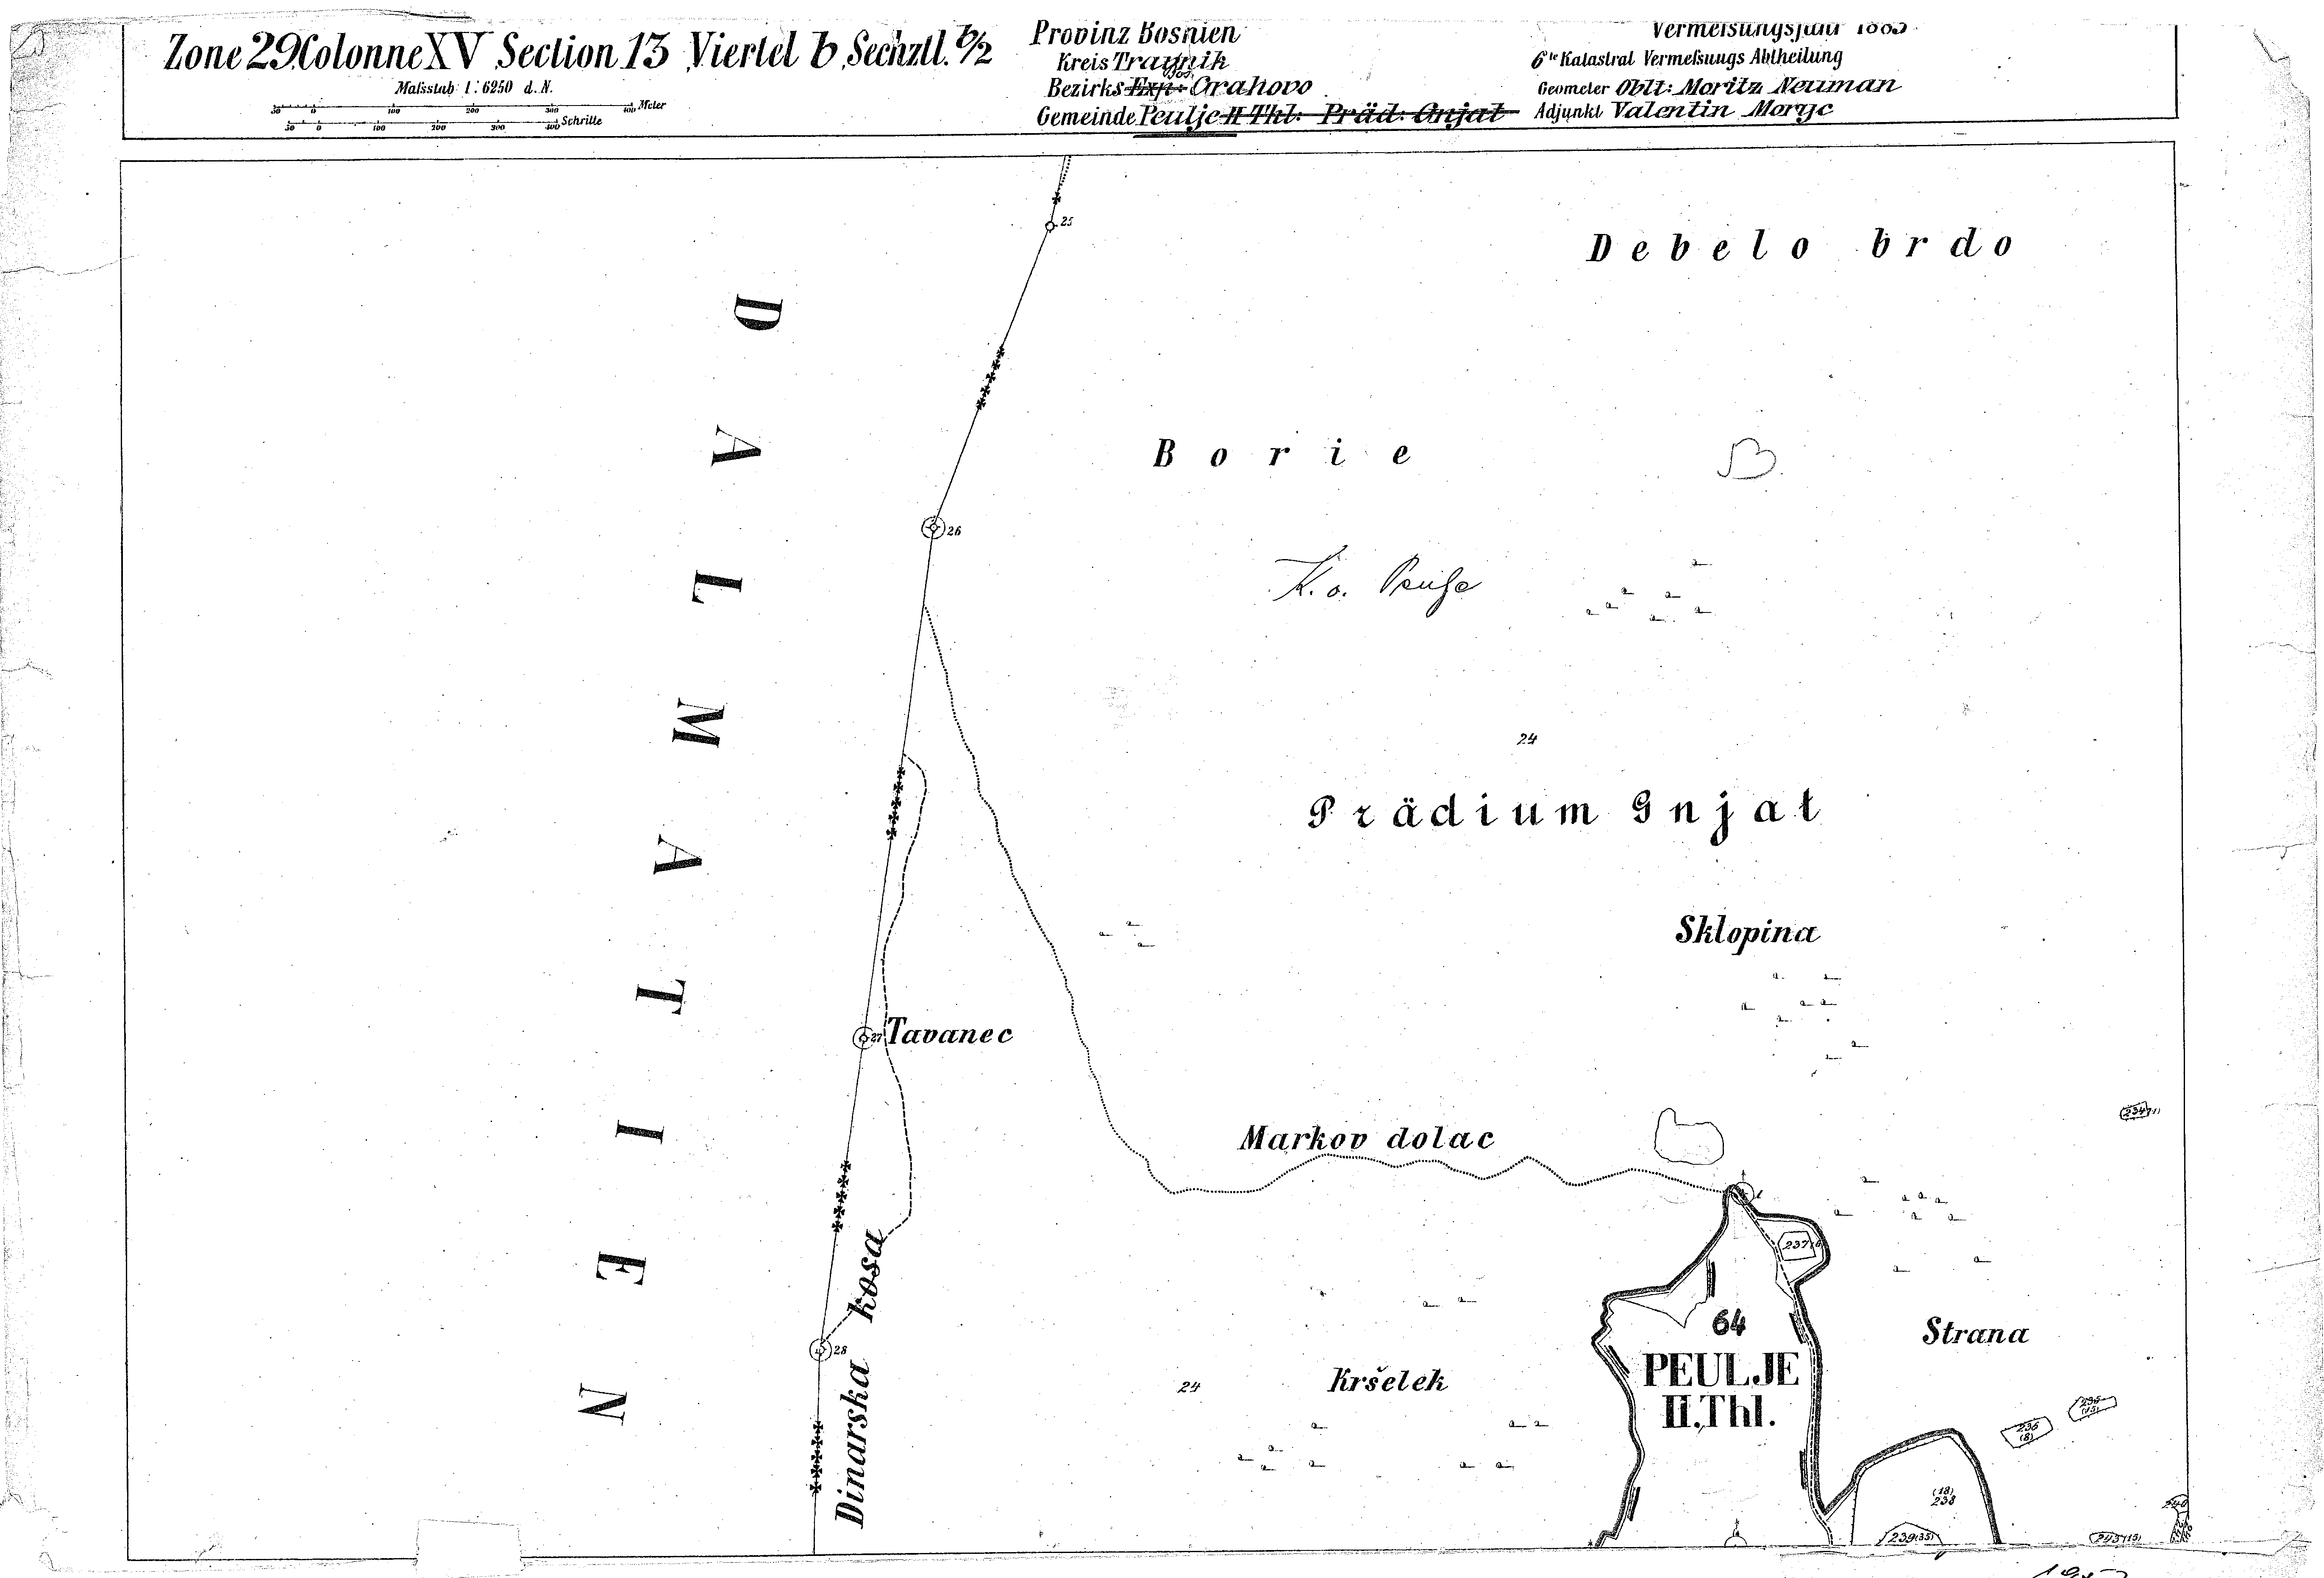 Zone 29 Colonne XV Section 13 Viertel b Sechztl. b/2
Maſsstab 1:6250 d. N.
50 0 100 200 300 400 Meter
50 0 100 200 300 400 Schritte
Provinz Bosnien
Kreis Travnik
Bezirks Exp: Bos. Grahovo
Gemeinde Peulje II Thl. Präd: Gnjat
Vermeſsungsjahr 1885
6te Katastral Vermeſsungs Abtheilung
Geometer Oblt: Moritz Neuman
Adjunkt Valentin
25
Debelo brdo
DALMATIEN
Borie
B.
26
K. o. Peulje
24
Prädium Gnjat
Sklopina
27
Tavanec
234
Markov dolac
1
237
Dinarska kosa
28
64
Strana
PEULJE
II. Thl.
24
Kršelek
236
(8)
(18)
238
239(35)
243(15)
240